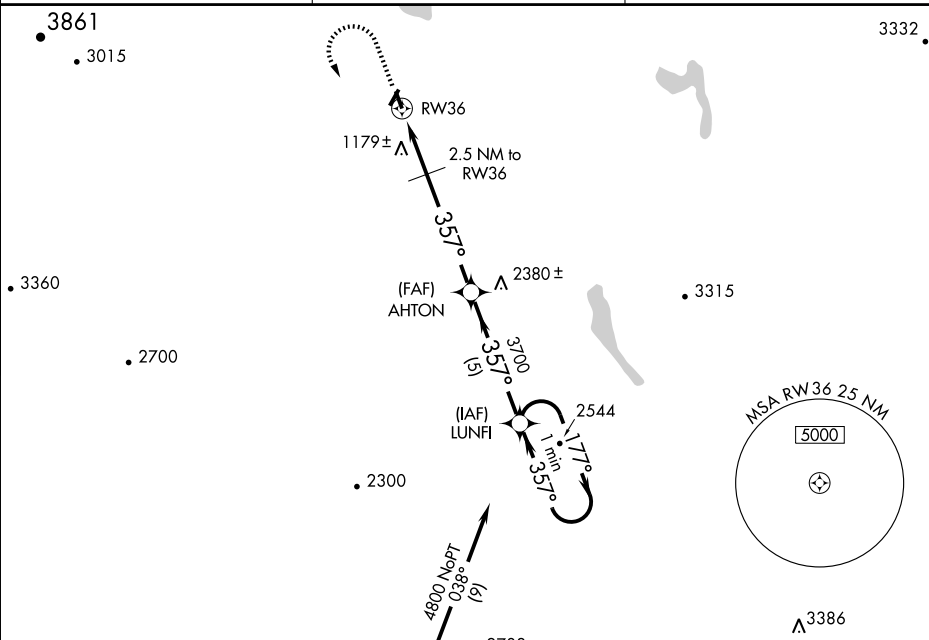 3861
3015
3332
RW36
1179±
2.5 NM to
RW36
357°
3360
(FAF)
AHTON
2380±
3315
2700
3700
357°
(5)
MSA RW36 25 NM
5000
(IAF)
LUNFI
2544
177°
1 min
357°
2300
4800 NoPT
038°
(9)
3386